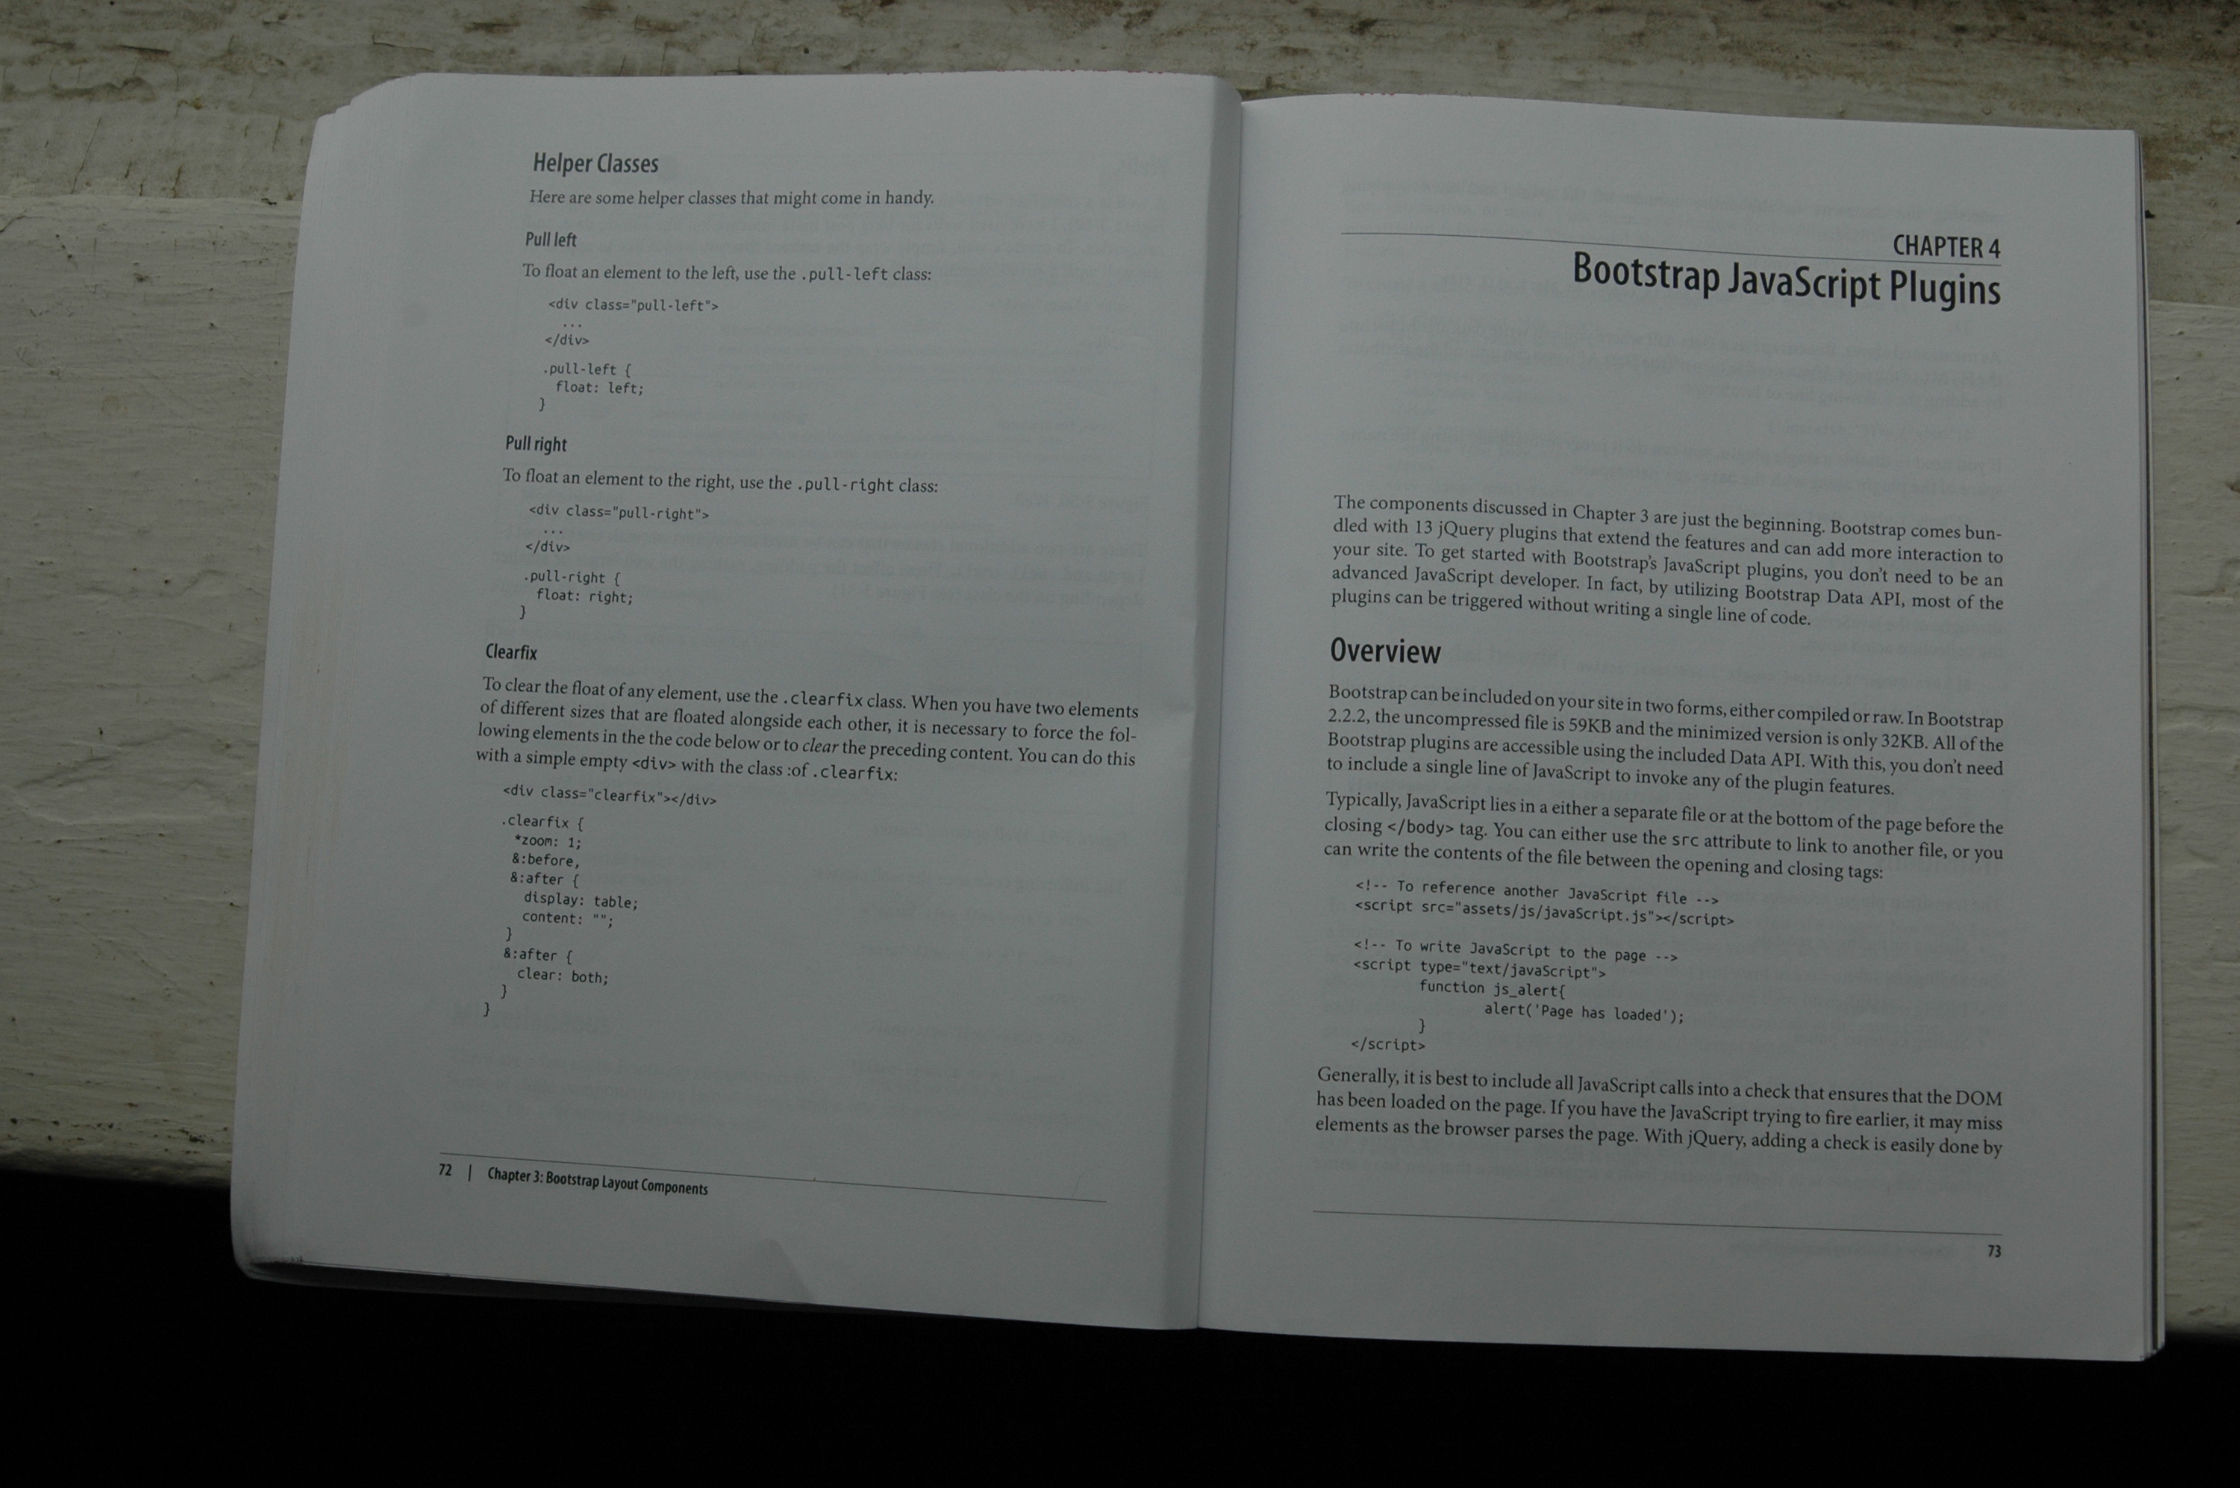 Helper Classes
Here are some helper classes that might come in handy.
Pull left
To float an element to the left, use the .pull-left class:
<div class="pull-left">
...
</div>
.pull-left {
float: left;
}
Pull right
To float an element to the right, use the .pull-right class:
<div class="pull-right">
...
</div>
.pull-right {
float: right;
}
Clearfix
To clear the float of any element, use the .clearfix class. When you have two elements
of different sizes that are floated alongside each other, it is necessary to force the fol-
lowing elements in the the code below or to clear the preceding content. You can do this
with a simple empty <div> with the class :of .clearfix:
<div class="clearfix"></div>
.clearfix {
*zoom: 1;
&:before,
&:after {
display: table;
content: "";
}
&:after {
clear: both;
}
}
72 | Chapter 3: Bootstrap Layout Components
CHAPTER 4
Bootstrap JavaScript Plugins
The components discussed in Chapter 3 are just the beginning. Bootstrap comes bun-
dled with 13 jQuery plugins that extend the features and can add more interaction to
your site. To get started with Bootstrap's JavaScript plugins, you don't need to be an
advanced JavaScript developer. In fact, by utilizing Bootstrap Data API, most of the
plugins can be triggered without writing a single line of code.
Overview
Bootstrap can be included on your site in two forms, either compiled or raw. In Bootstrap
2.2.2, the uncompressed file is 59KB and the minimized version is only 32KB. All of the
Bootstrap plugins are accessible using the included Data API. With this, you don't need
to include a single line of JavaScript to invoke any of the plugin features.
Typically, JavaScript lies in a either a separate file or at the bottom of the page before the
closing </body> tag. You can either use the src attribute to link to another file, or you
can write the contents of the file between the opening and closing tags:
<!-- To reference another JavaScript file -->
<script src="assets/js/javaScript.js"></script>
<!-- To write JavaScript to the page -->
<script type="text/javaScript">
function js_alert{
alert('Page has loaded');
}
</script>
Generally, it is best to include all JavaScript calls into a check that ensures that the DOM
has been loaded on the page. If you have the JavaScript trying to fire earlier, it may miss
elements as the browser parses the page. With jQuery, adding a check is easily done by
73